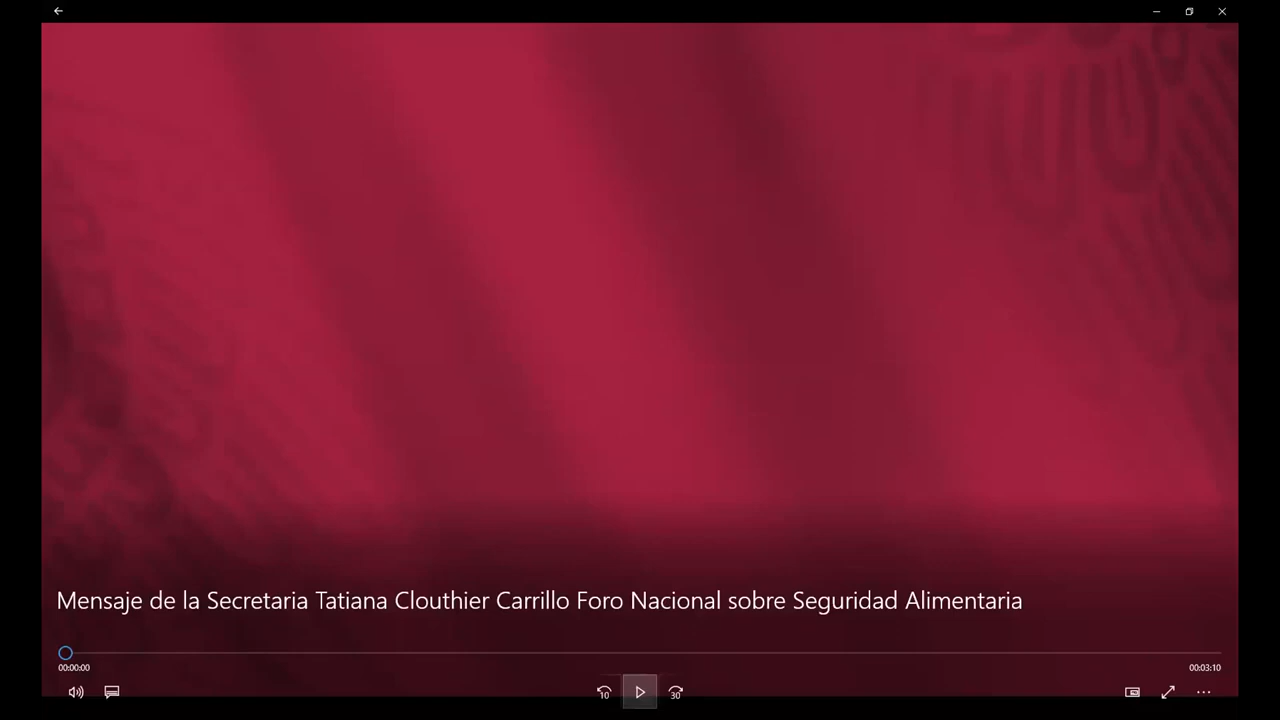 Mensaje de la Secretaria Tatiana Clouthier Carrillo Foro Nacional sobre Seguridad Alimentaria
00:00:00
00:03:10
10
30